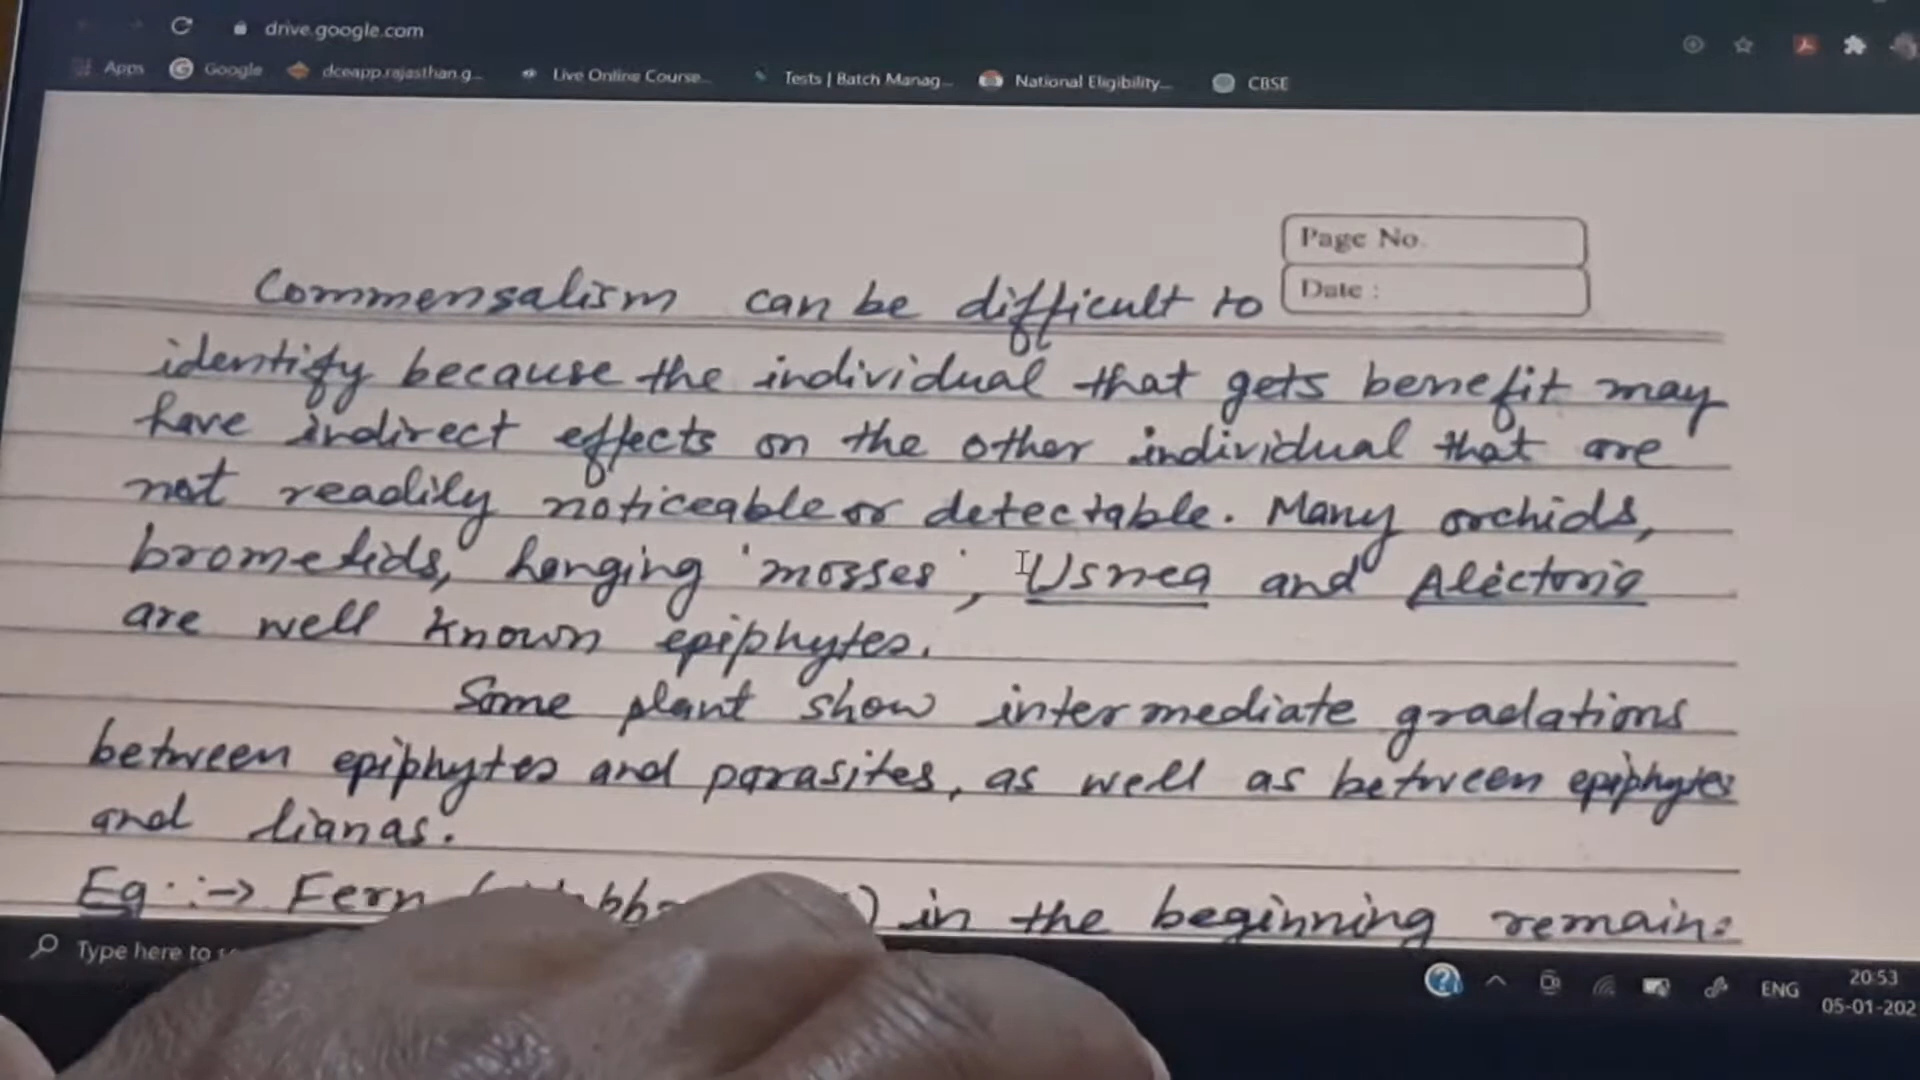 drive.google.com
Apps Google dceapp.rajasthan.g... Live Online Course... Tests | Batch Manag... National Eligibility... CBSE
Page No.
Date :
Commensalism can be difficult to
identify because the individual that gets benefit may
have indirect effects on the other individual that are
not readily noticeable or detectable. Many orchids,
brometids, hanging 'mosses', Usnea and Alectoria
are well known epiphytes.
Some plant show intermediate gradations
between epiphytes and parasites, as well as between epiphytes
and lianas.
Eg :→ Fern in the beginning remain
Type here to
ENG
20:53
05-01-202